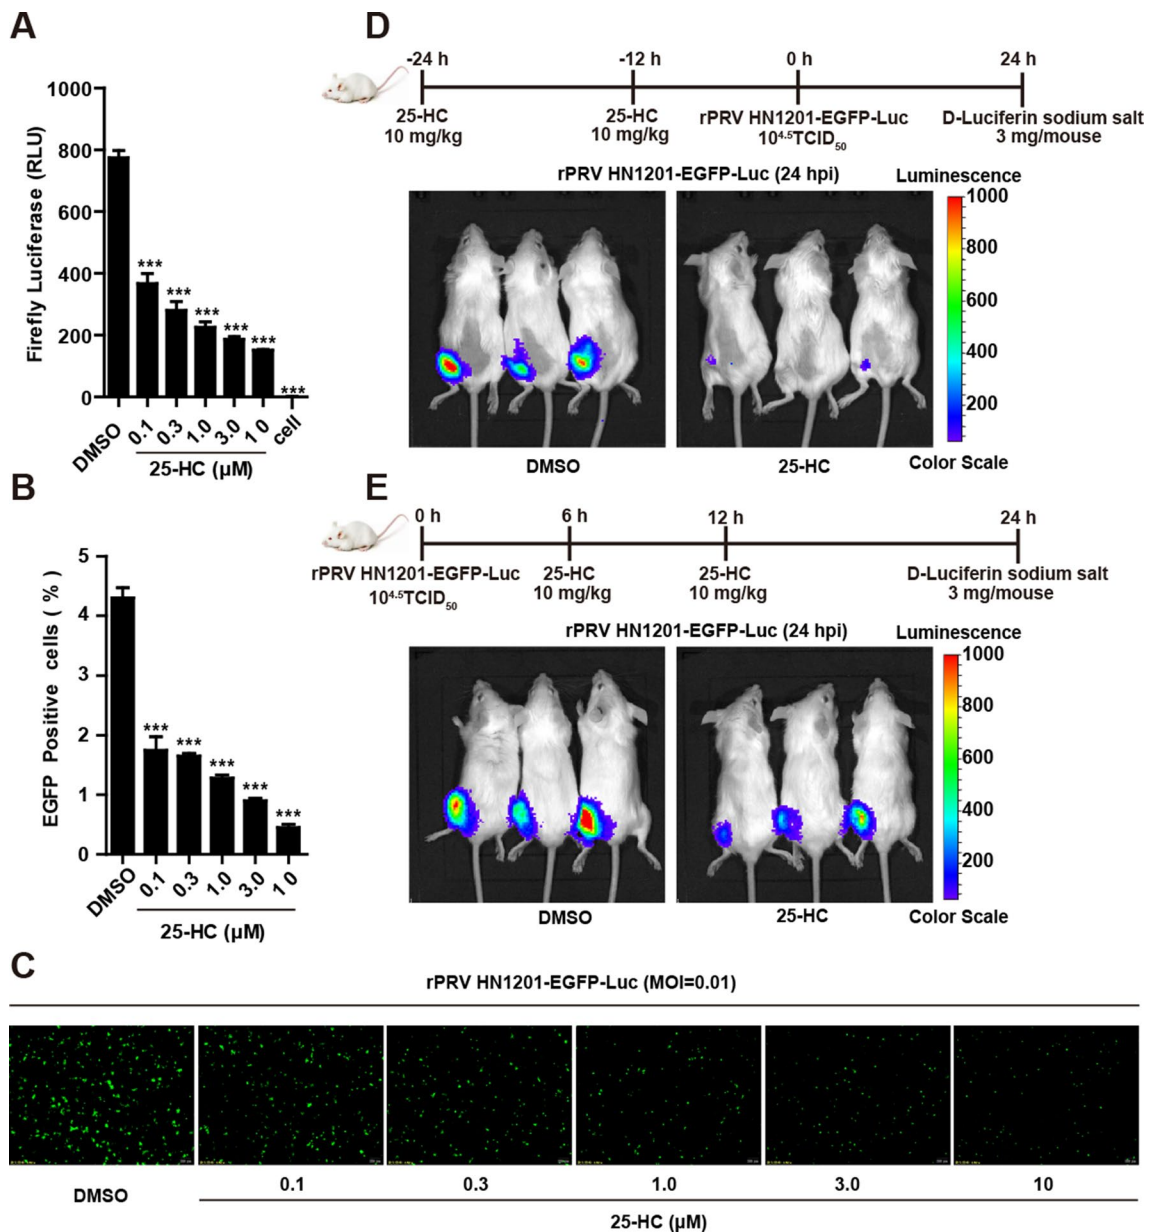 A
Firefly Luciferase (RLU)
1000
800
600
400
200
0
***
***
***
***
***
***
DMSO
0.1
0.3
1.0
3.0
1 0
cell
25-HC (µM)
B
EGFP Positive cells ( % )
5
4
3
2
1
0
***
***
***
***
***
DMSO
0.1
0.3
1.0
3.0
1 0
25-HC (µM)
D
-24 h
-12 h
0 h
24 h
25-HC
10 mg/kg
25-HC
10 mg/kg
rPRV HN1201-EGFP-Luc
10^4.5TCID50
D-Luciferin sodium salt
3 mg/mouse
rPRV HN1201-EGFP-Luc (24 hpi)
Luminescence
1000
800
600
400
200
Color Scale
DMSO
25-HC
E
0 h
6 h
12 h
24 h
rPRV HN1201-EGFP-Luc
10^4.5TCID50
25-HC
10 mg/kg
25-HC
10 mg/kg
D-Luciferin sodium salt
3 mg/mouse
rPRV HN1201-EGFP-Luc (24 hpi)
Luminescence
1000
800
600
400
200
Color Scale
DMSO
25-HC
C
rPRV HN1201-EGFP-Luc (MOI=0.01)
DMSO
0.1
0.3
1.0
3.0
10
25-HC (µM)